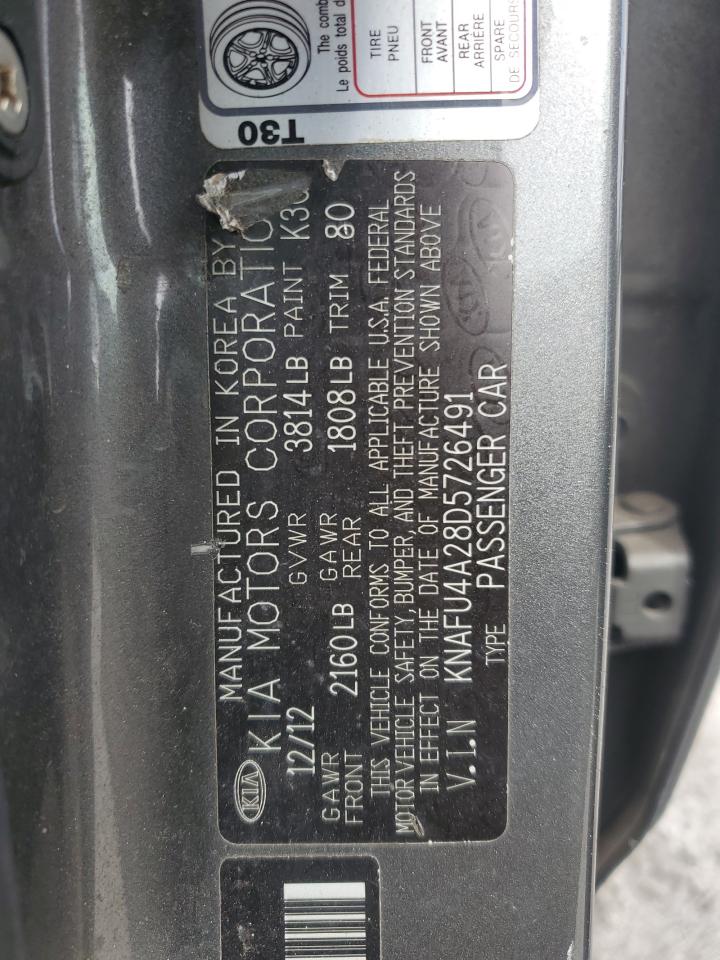 MANUFACTURED IN KOREA BY
KIA KIA MOTORS CORPORATIO
12/12 GVWR 3814LB PAINT
GAWR FRONT 2160LB GAWR REAR 1808LB TRIM 80
THIS VEHICLE CONFORMS TO ALL APPLICABLE U.S.A. FEDERAL
MOTOR VEHICLE SAFETY, BUMPER, AND THEFT PREVENTION STANDARDS
IN EFFECT ON THE DATE OF MANUFACTURE SHOWN ABOVE
V.I.N KNAFU4A28D5726491
TYPE PASSENGER CAR
T30
The comb
Le poids total d
TIRE
PNEU
FRONT
AVANT
REAR
ARRIÈRE
SPARE
DE SECOURS